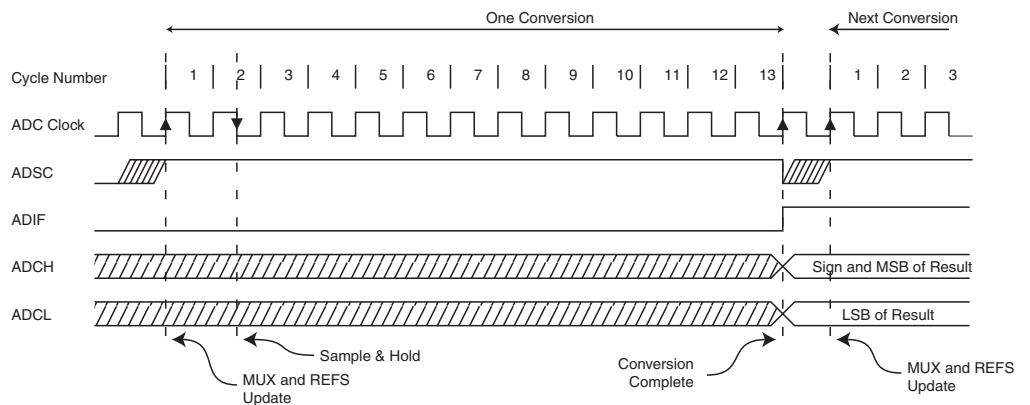 One Conversion Next Conversion
Cycle Number 1 2 3 4 5 6 7 8 9 10 11 12 13 1 2 3
ADC Clock
ADSC
ADIF
ADCH Sign and MSB of Result
ADCL LSB of Result
Sample & Hold
MUX and REFS
Update
Conversion
Complete
MUX and REFS
Update